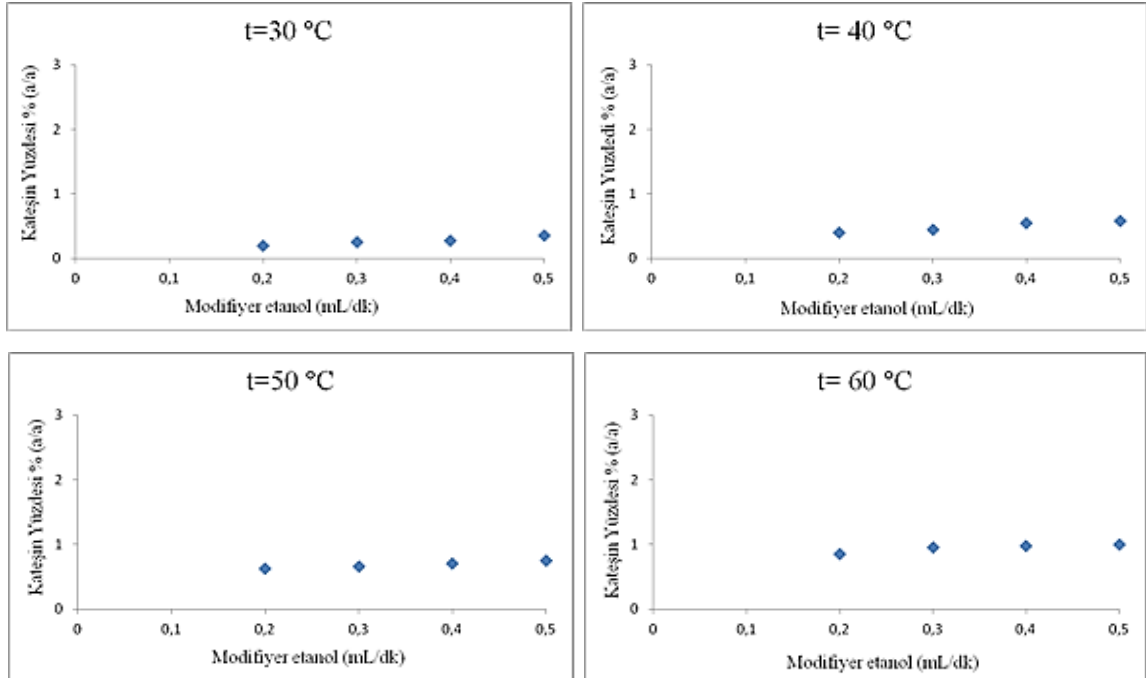 t=30 °C
Kateşin Yüzdesi % (a/a)
3
2
1
0
0 0,1 0,2 0,3 0,4 0,5
Modifiyer etanol (mL/dk)
t= 40 °C
Kateşin Yüzdedi % (a/a)
3
2
1
0
0 0,1 0,2 0,3 0,4 0,5
Modifiyer etanol (mL/dk)
t=50 °C
Kateşin Yüzdesi % (a/a)
3
2
1
0
0 0,1 0,2 0,3 0,4 0,5
Modifiyer etanol (mL/dk)
t= 60 °C
Kateşin Yüzdesi % (a/a)
3
2
1
0
0 0,1 0,2 0,3 0,4 0,5
Modifiyer etanol (mL/dk)